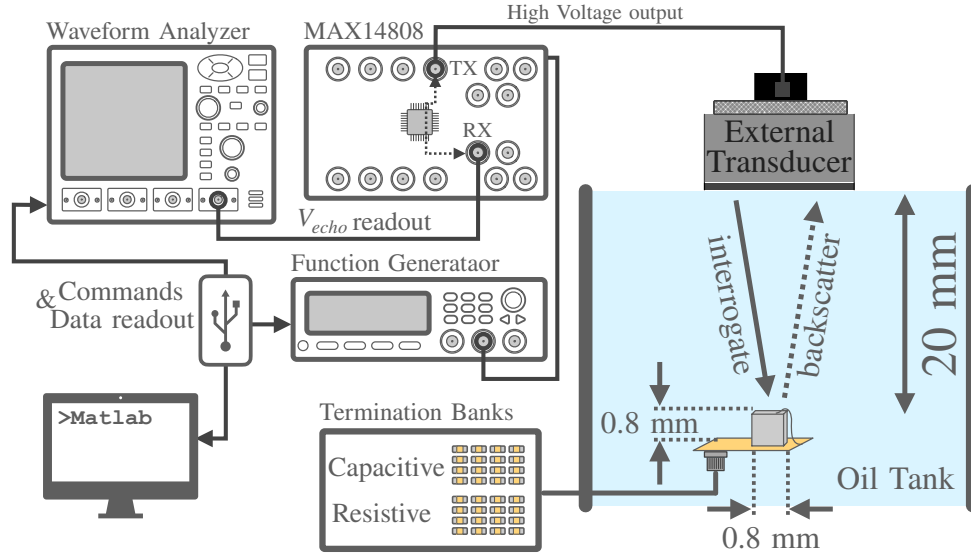 High Voltage output
Waveform Analyzer
MAX14808
TX
RX
External
Transducer
V_echo readout
interrogate
backscatter
20 mm
Function Generataor
& Commands
Data readout
>Matlab
Termination Banks
Capacitive
Resistive
0.8 mm
Oil Tank
0.8 mm